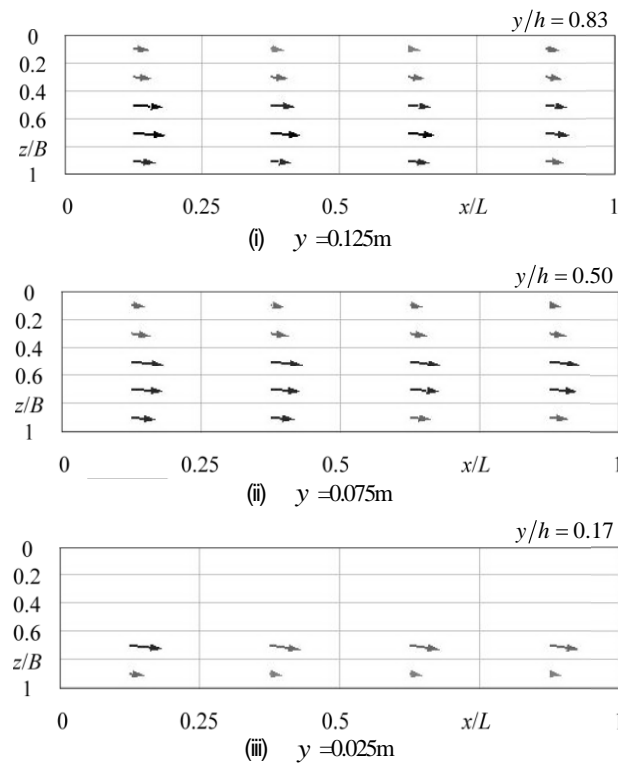 y/h = 0.83
0
0.2
0.4
0.6
z/B
1
0 0.25 0.5 x/L 1
(i) y =0.125m
y/h = 0.50
0
0.2
0.4
0.6
z/B
1
0 0.25 0.5 x/L 1
(ii) y =0.075m
y/h = 0.17
0
0.2
0.4
0.6
z/B
1
0 0.25 0.5 x/L 1
(iii) y =0.025m